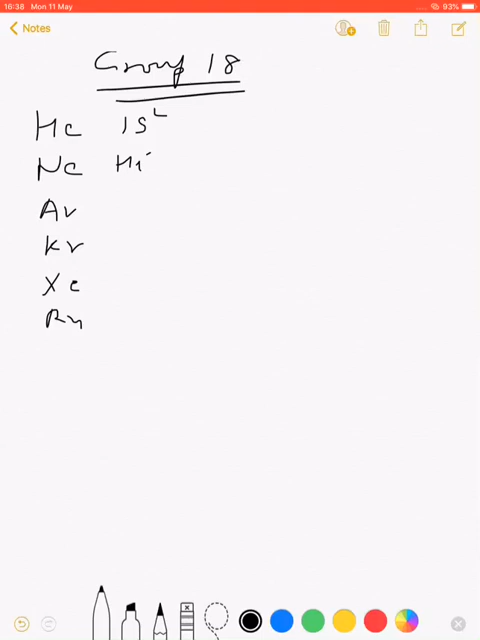 16:38 Mon 11 May 93%
Notes
Group 18
He 1S²
Ne
Ar
Kr
Xe
Rn